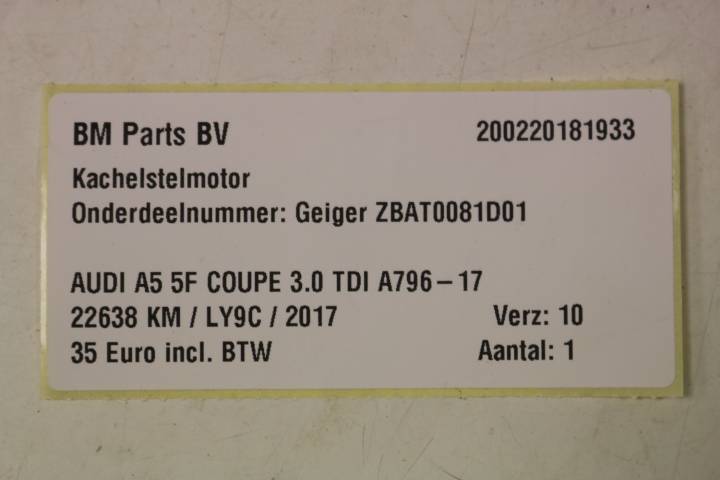 BM Parts BV 200220181933
Kachelstelmotor
Onderdeelnummer: Geiger ZBAT0081D01
AUDI A5 5F COUPE 3.0 TDI A796-17
22638 KM / LY9C / 2017 Verz: 10
35 Euro incl. BTW Aantal: 1